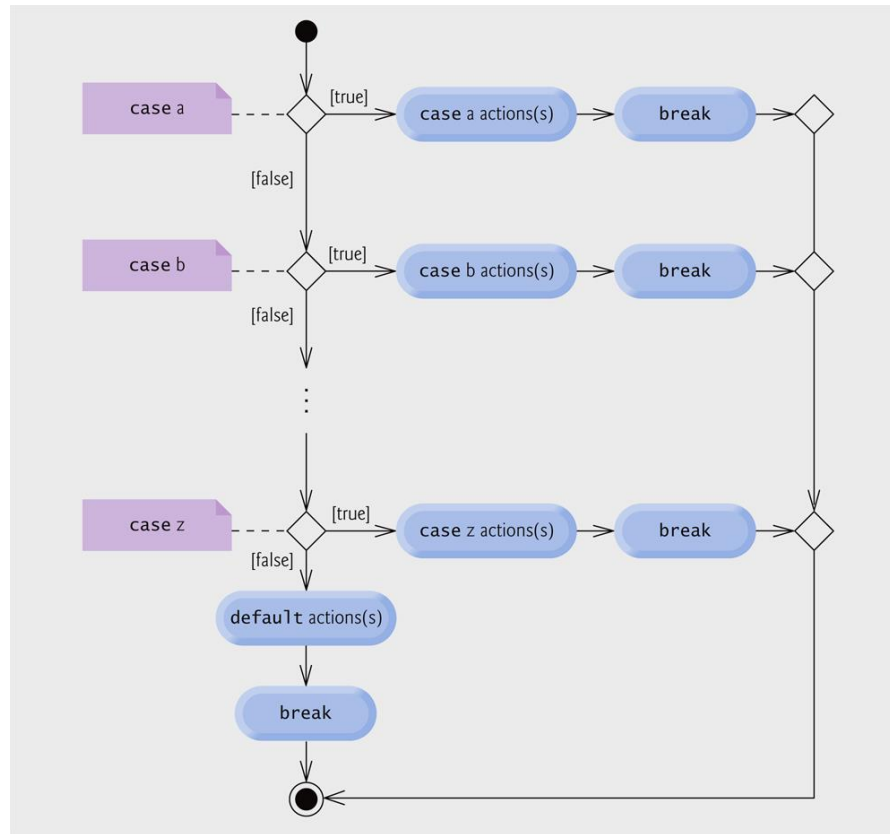 case a
[true]
case a actions(s)
break
[false]
case b
[true]
case b actions(s)
break
[false]
⋮
case z
[true]
case z actions(s)
break
[false]
default actions(s)
break